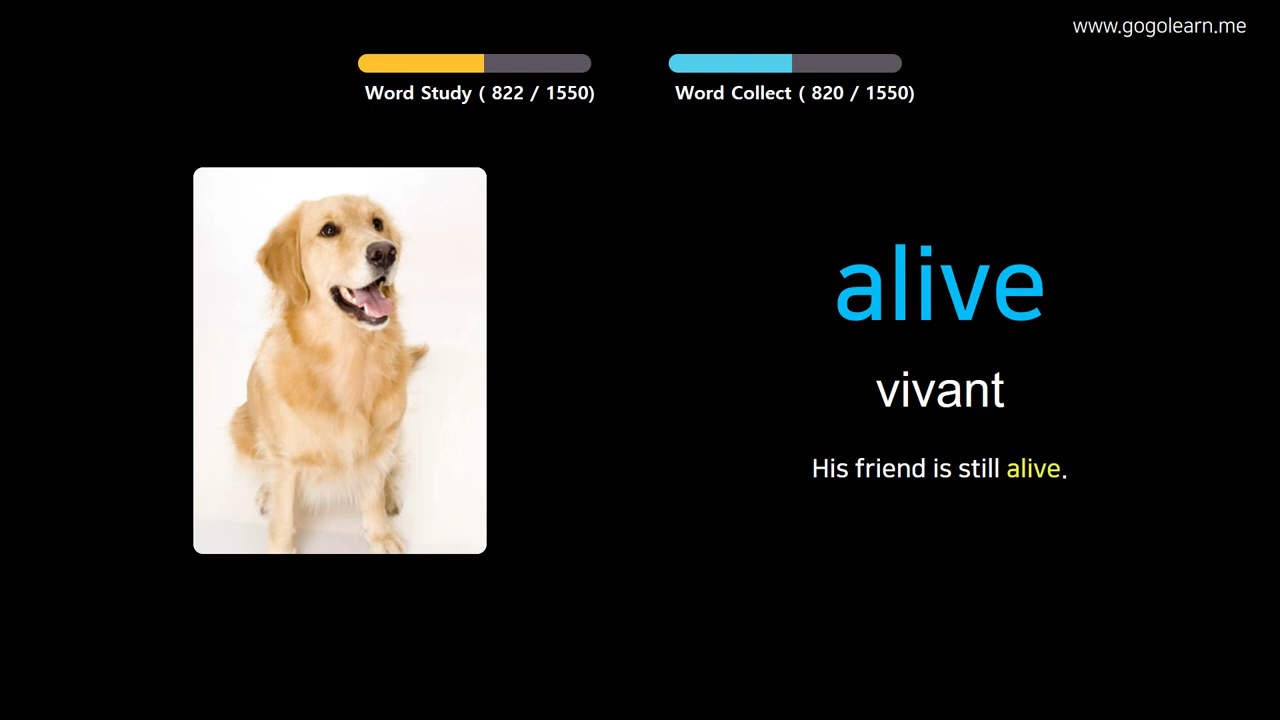 www.gogolearn.me
Word Study ( 822 / 1550)
Word Collect ( 820 / 1550)
alive
vivant
His friend is still alive.